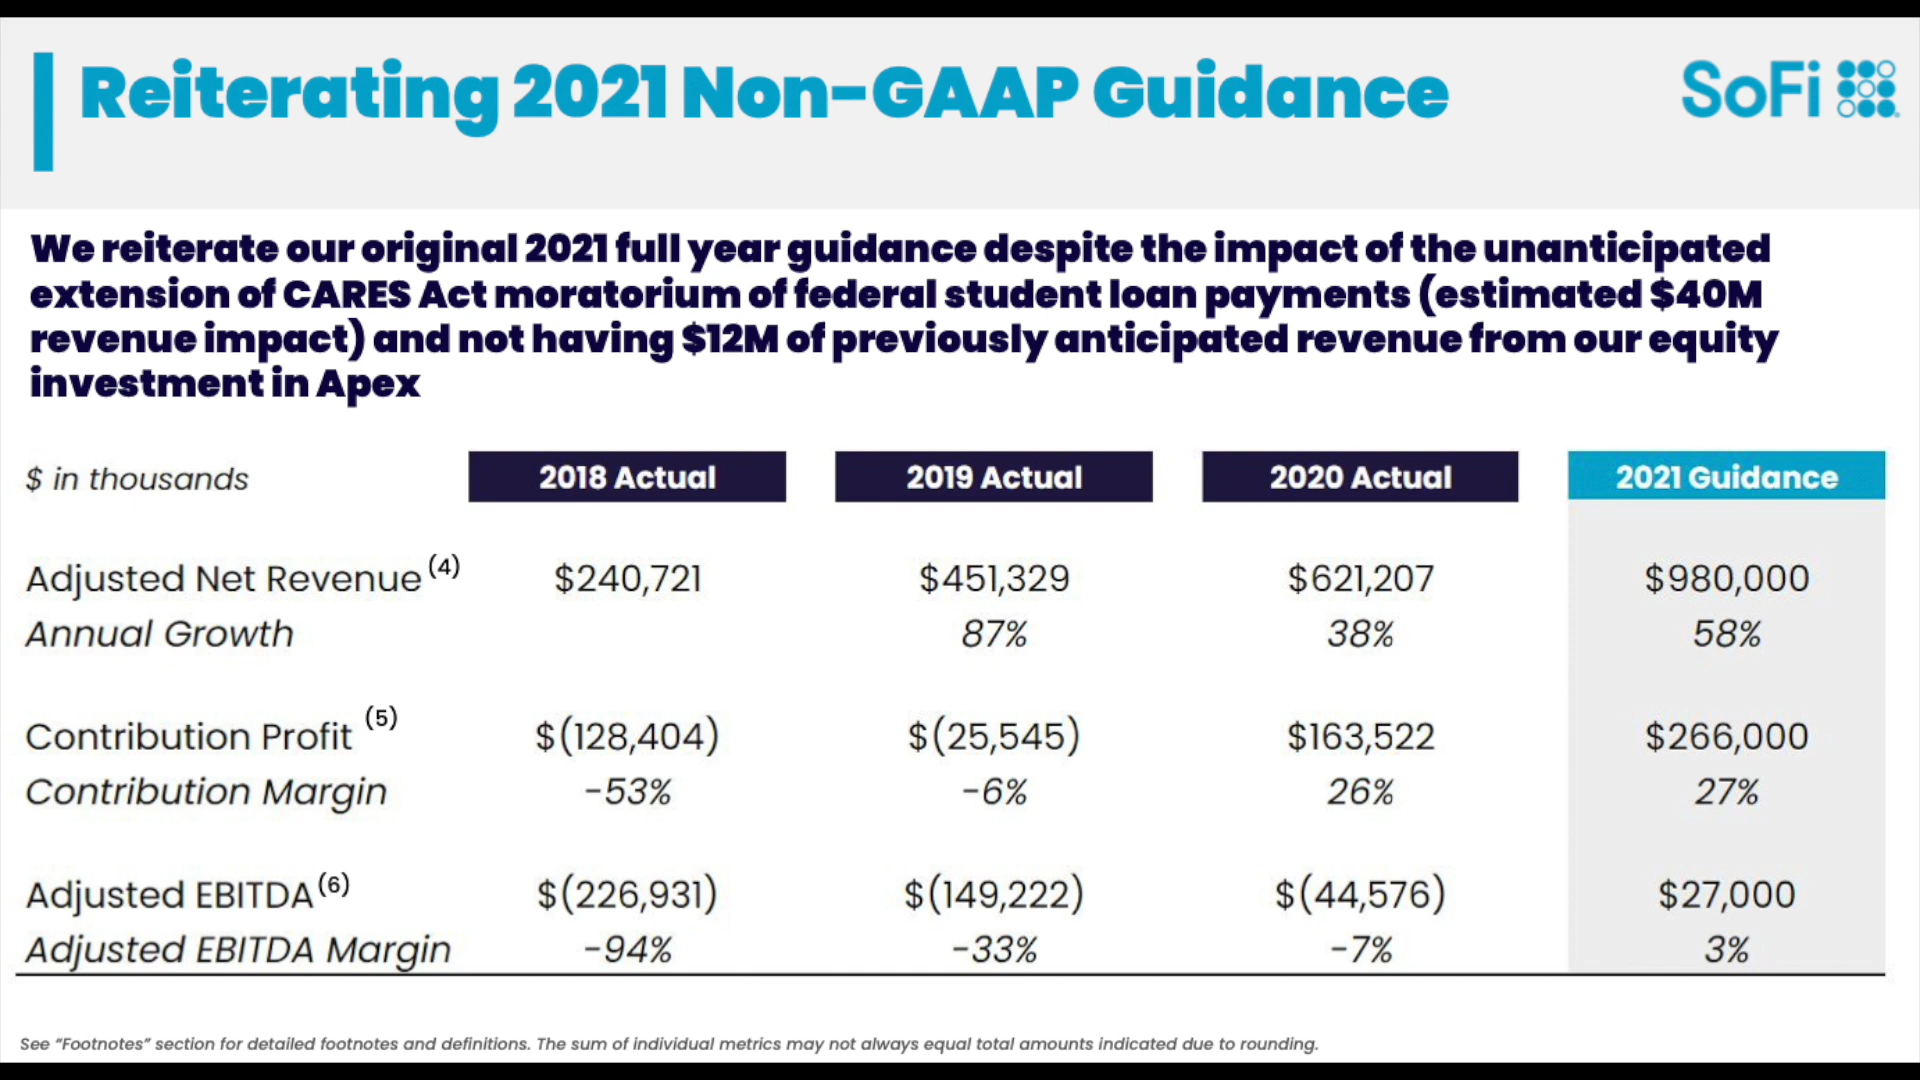 Reiterating 2021 Non-GAAP Guidance
SoFi
We reiterate our original 2021 full year guidance despite the impact of the unanticipated
extension of CARES Act moratorium of federal student loan payments (estimated $40M
revenue impact) and not having $12M of previously anticipated revenue from our equity
investment in Apex
$ in thousands 2018 Actual 2019 Actual 2020 Actual 2021 Guidance
Adjusted Net Revenue (4) $240,721 $451,329 $621,207 $980,000
Annual Growth 87% 38% 58%
Contribution Profit (5) $(128,404) $(25,545) $163,522 $266,000
Contribution Margin -53% -6% 26% 27%
Adjusted EBITDA (6) $(226,931) $(149,222) $(44,576) $27,000
Adjusted EBITDA Margin -94% -33% -7% 3%
See "Footnotes" section for detailed footnotes and definitions. The sum of individual metrics may not always equal total amounts indicated due to rounding.